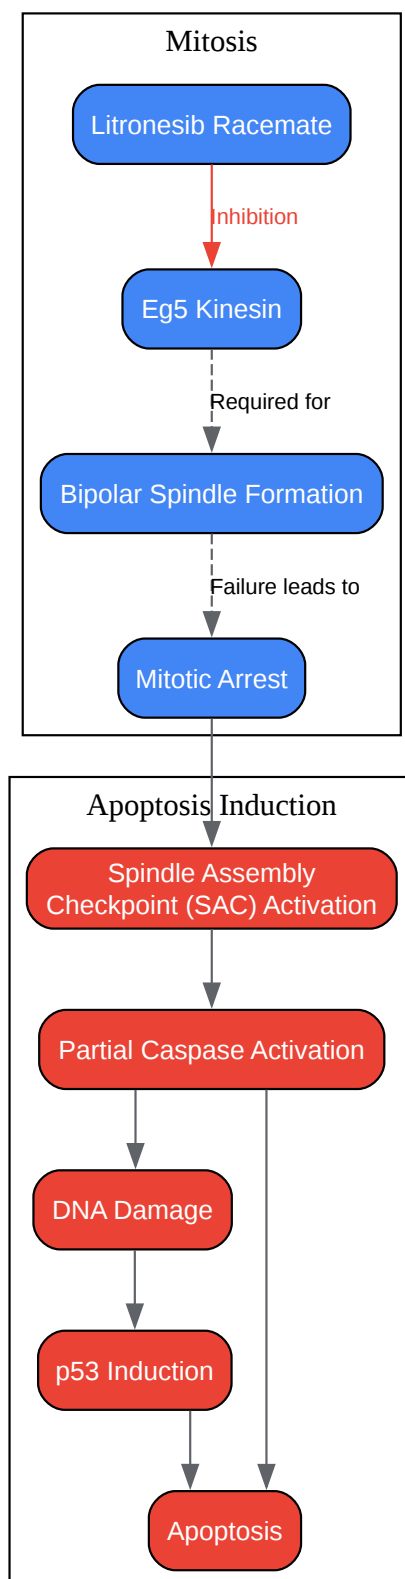 Mitosis
Litronesib Racemate
Inhibition
Eg5 Kinesin
Required for
Bipolar Spindle Formation
Failure leads to
Mitotic Arrest
Apoptosis Induction
Spindle Assembly
Checkpoint (SAC) Activation
Partial Caspase Activation
DNA Damage
p53 Induction
Apoptosis